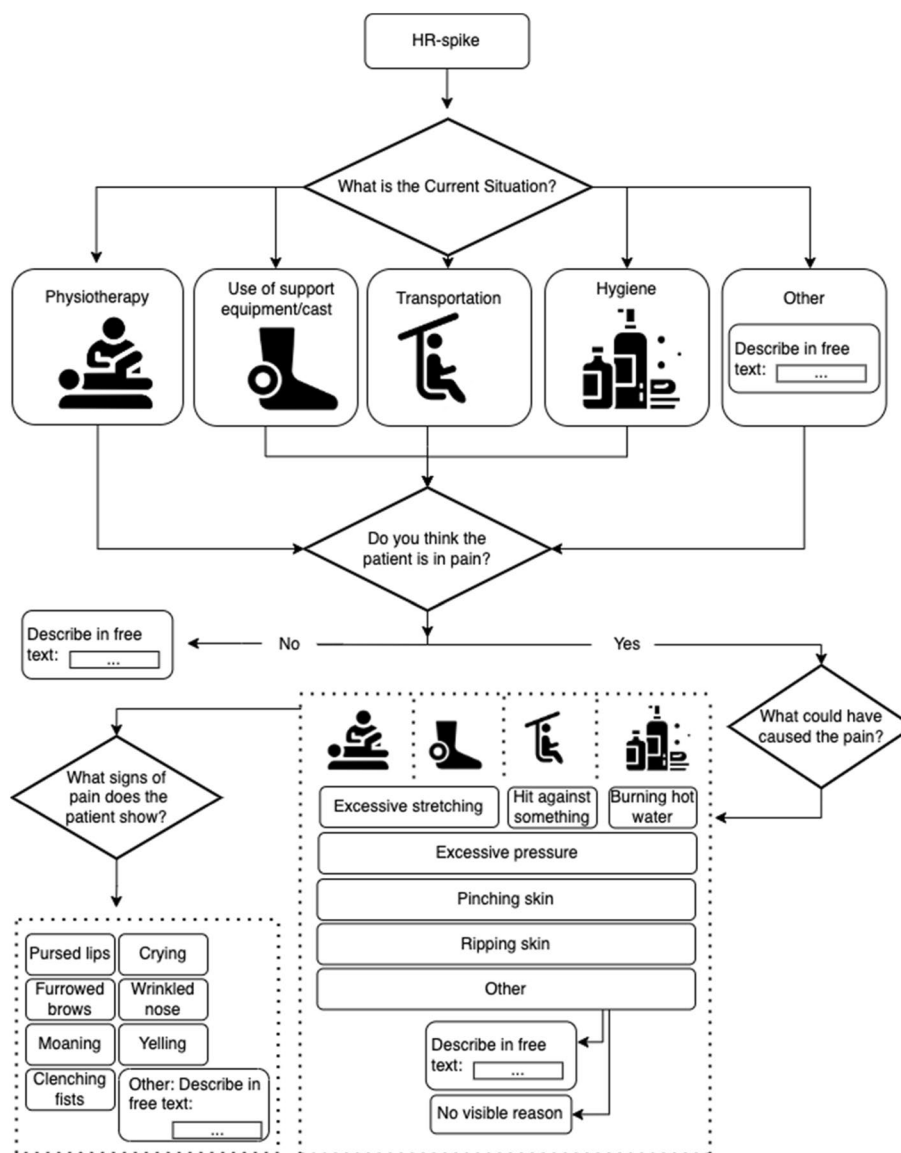 HR-spike
What is the Current Situation?
Physiotherapy
Use of support
equipment/cast
Transportation
Hygiene
Other
Describe in free
text: ...
Do you think the
patient is in pain?
Describe in free
text: ...
No
Yes
What could have
caused the pain?
What signs of
pain does the
patient show?
Excessive stretching
Hit against
something
Burning hot
water
Excessive pressure
Pinching skin
Ripping skin
Other
Describe in free
text: ...
No visible reason
Pursed lips
Crying
Furrowed
brows
Wrinkled
nose
Moaning
Yelling
Clenching
fists
Other: Describe in
free text:
...